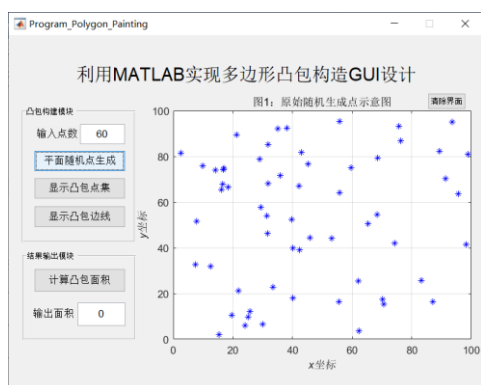 Program_Polygon_Painting
利用MATLAB实现多边形凸包构造GUI设计
凸包构建模块
输入点数 60
平面随机点生成
显示凸包点集
显示凸包边线
结果输出模块
计算凸包面积
输出面积 0
图1：原始随机生成点示意图
清除界面
100
80
60
40
20
0
y坐标
0 20 40 60 80 100
x坐标